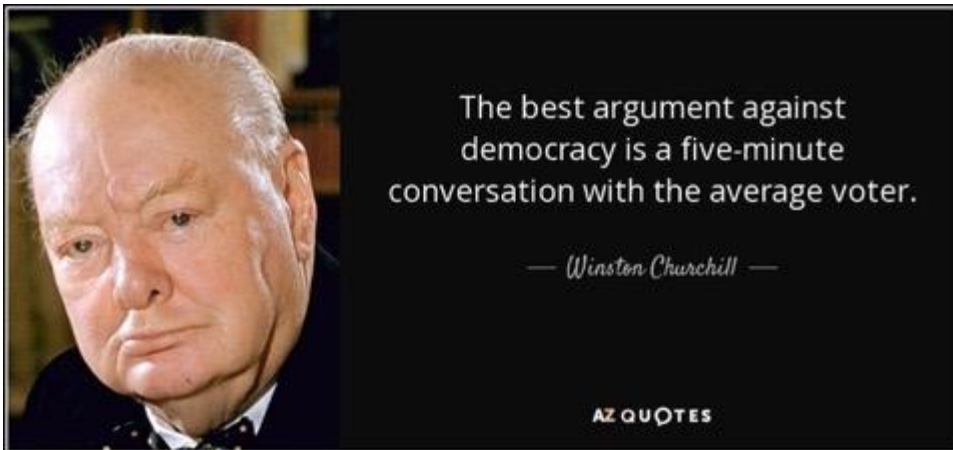 The best argument against
democracy is a five-minute
conversation with the average voter.
— Winston Churchill —
AZ QUOTES